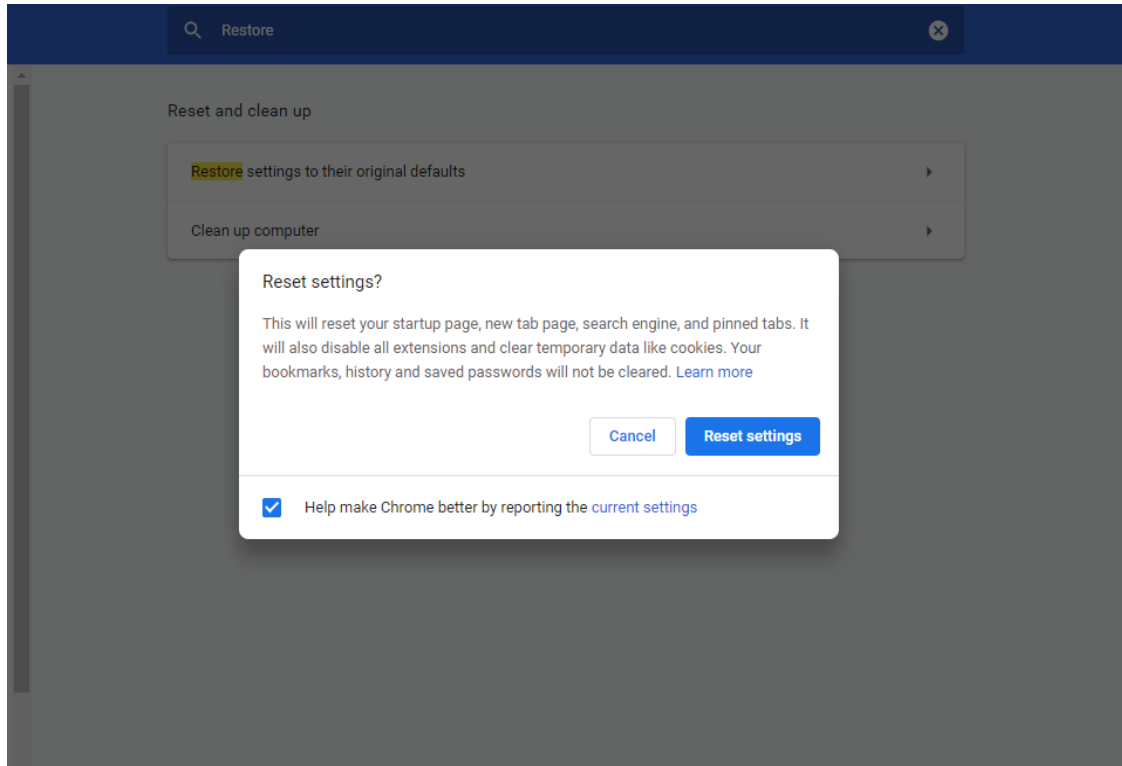 Restore
Reset and clean up
Restore settings to their original defaults
Clean up computer
Reset settings?
This will reset your startup page, new tab page, search engine, and pinned tabs. It
will also disable all extensions and clear temporary data like cookies. Your
bookmarks, history and saved passwords will not be cleared. Learn more
Cancel Reset settings
Help make Chrome better by reporting the current settings